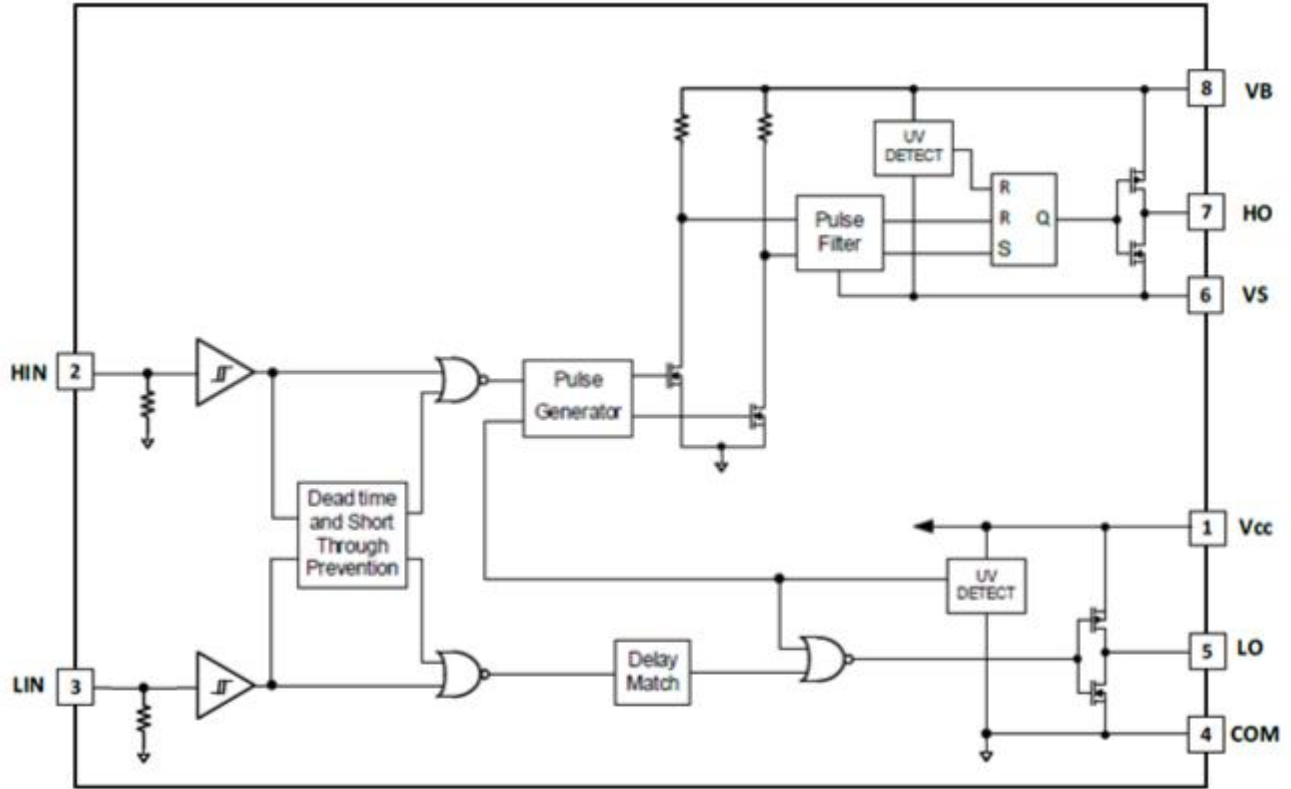 8 VB
UV
DETECT
R
Pulse
Filter
R Q
S
7 HO
6 VS
HIN 2
Pulse
Generator
Dead time
and Short
Through
Prevention
1 Vcc
UV
DETECT
LIN 3
Delay
Match
5 LO
4 COM